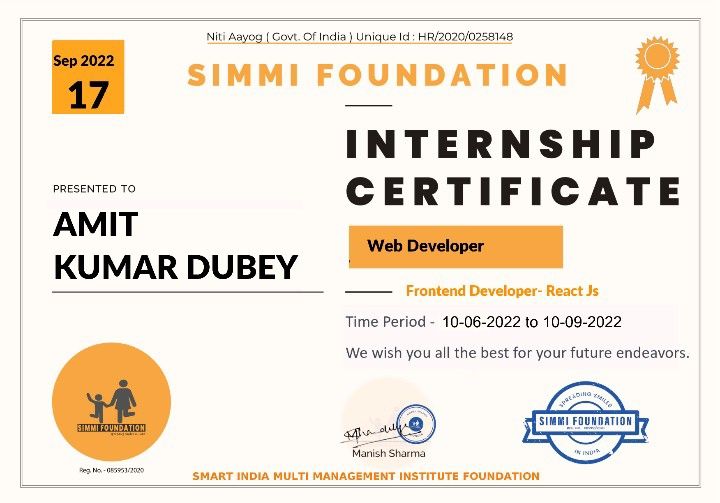 Niti Aayog ( Govt. Of India ) Unique Id : HR/2020/0258148
Sep 2022
17
SIMMI FOUNDATION
INTERNSHIP
CERTIFICATE
PRESENTED TO
AMIT
KUMAR DUBEY
Web Developer
Frontend Developer- React Js
Time Period - 10-06-2022 to 10-09-2022
We wish you all the best for your future endeavors.
SIMMI FOUNDATION
Reg. No. - 085953/2020
Manish Sharma
SPREADING SMILES
SIMMI FOUNDATION
IN INDIA
SMART INDIA MULTI MANAGEMENT INSTITUTE FOUNDATION